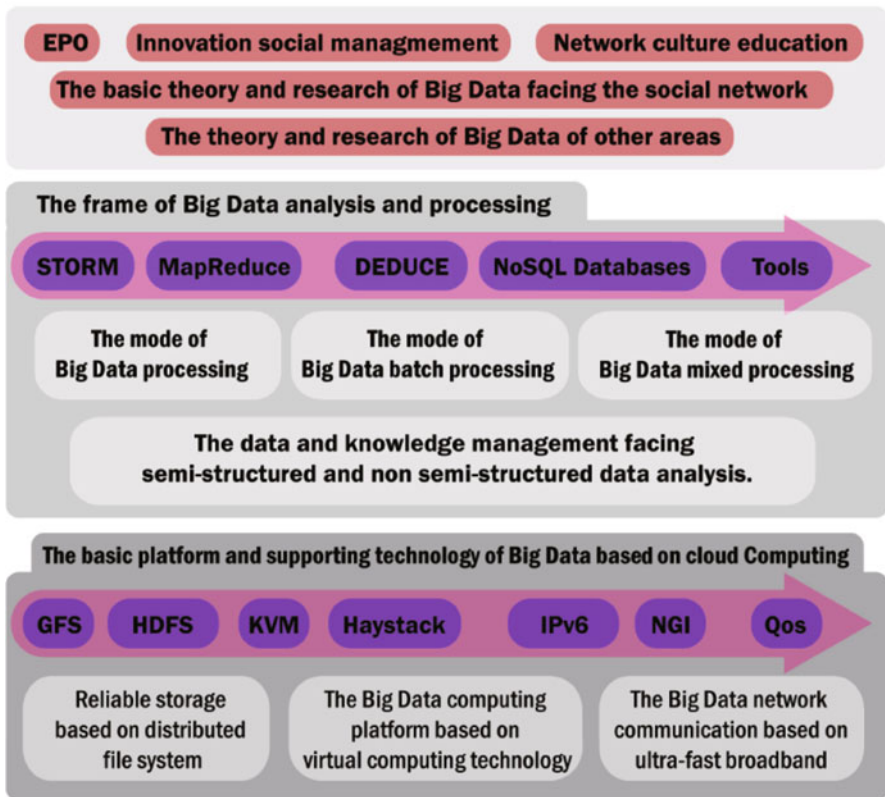 EPO Innovation social managmement Network culture education
The basic theory and research of Big Data facing the social network
The theory and research of Big Data of other areas
The frame of Big Data analysis and processing
STORM MapReduce DEDUCE NoSQL Databases Tools
The mode of
Big Data processing
The mode of
Big Data batch processing
The mode of
Big Data mixed processing
The data and knowledge management facing
semi-structured and non semi-structured data analysis.
The basic platform and supporting technology of Big Data based on cloud Computing
GFS HDFS KVM Haystack IPv6 NGI Qos
Reliable storage
based on distributed
file system
The Big Data computing
platform based on
virtual computing technology
The Big Data network
communication based on
ultra-fast broadband